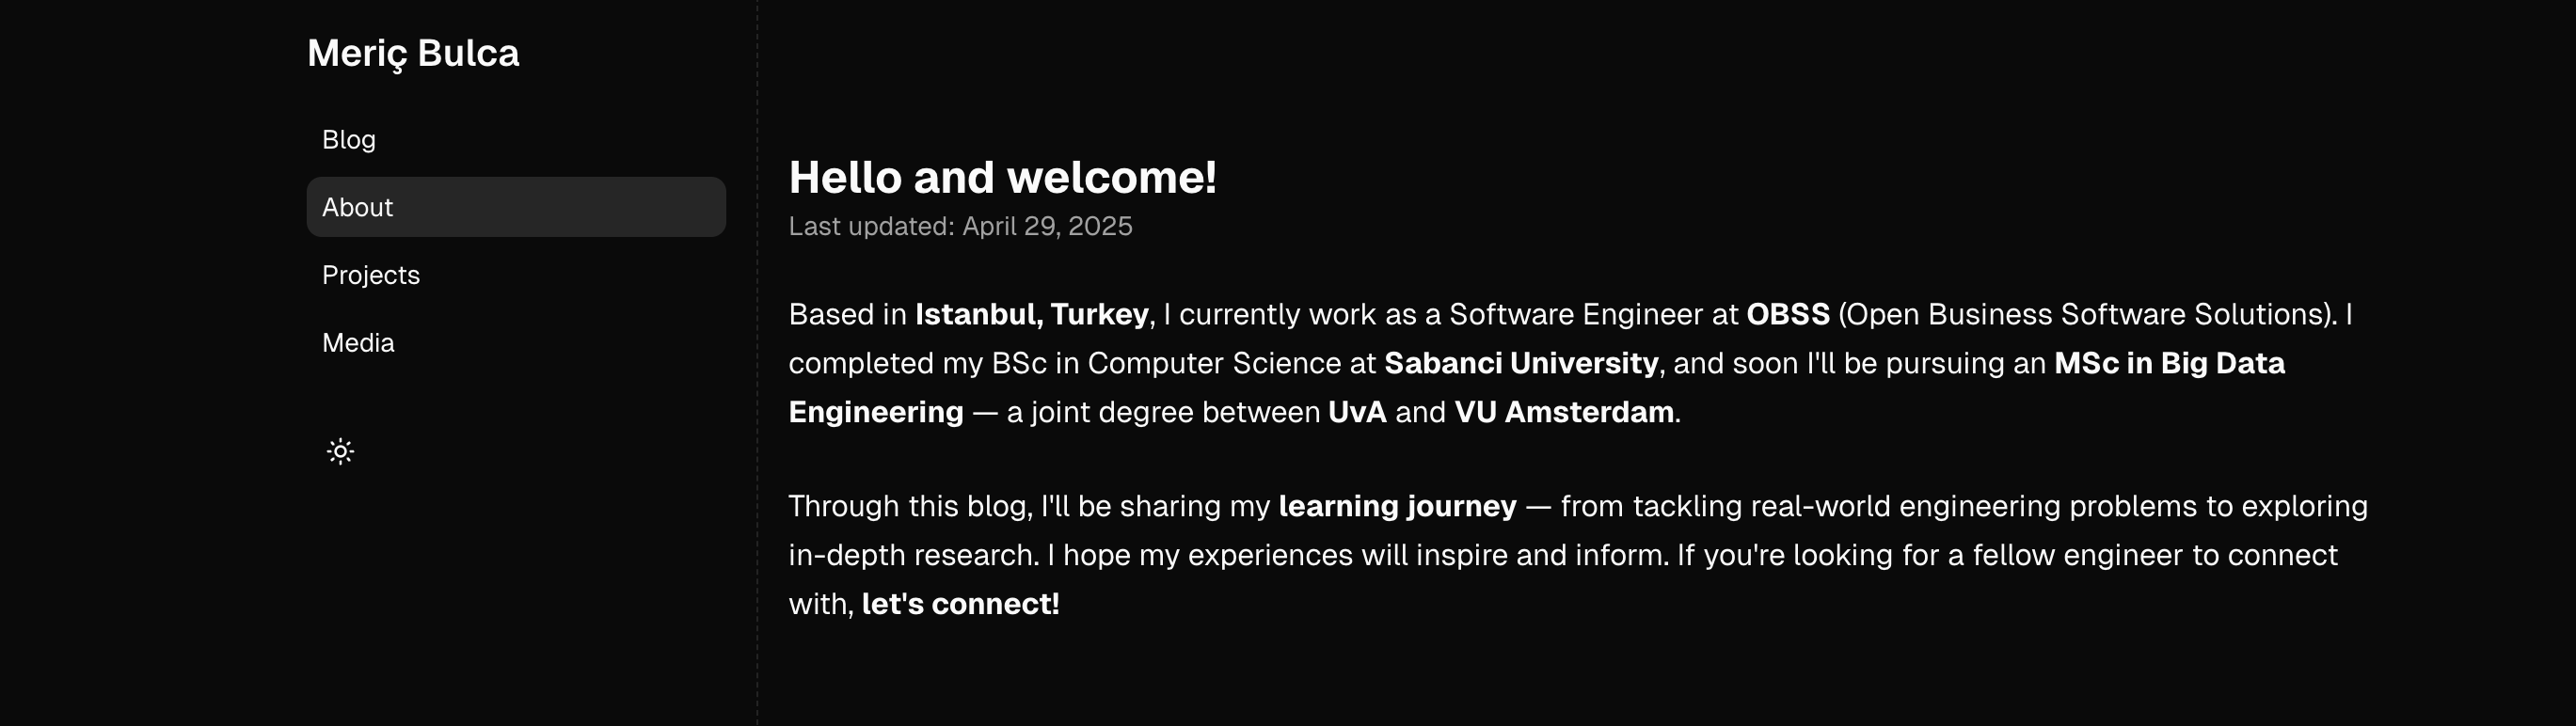 Meriç Bulca
Blog
About
Projects
Media
Hello and welcome!
Last updated: April 29, 2025
Based in Istanbul, Turkey, I currently work as a Software Engineer at OBSS (Open Business Software Solutions). I
completed my BSc in Computer Science at Sabanci University, and soon I'll be pursuing an MSc in Big Data
Engineering — a joint degree between UvA and VU Amsterdam.
Through this blog, I'll be sharing my learning journey — from tackling real-world engineering problems to exploring
in-depth research. I hope my experiences will inspire and inform. If you're looking for a fellow engineer to connect
with, let's connect!